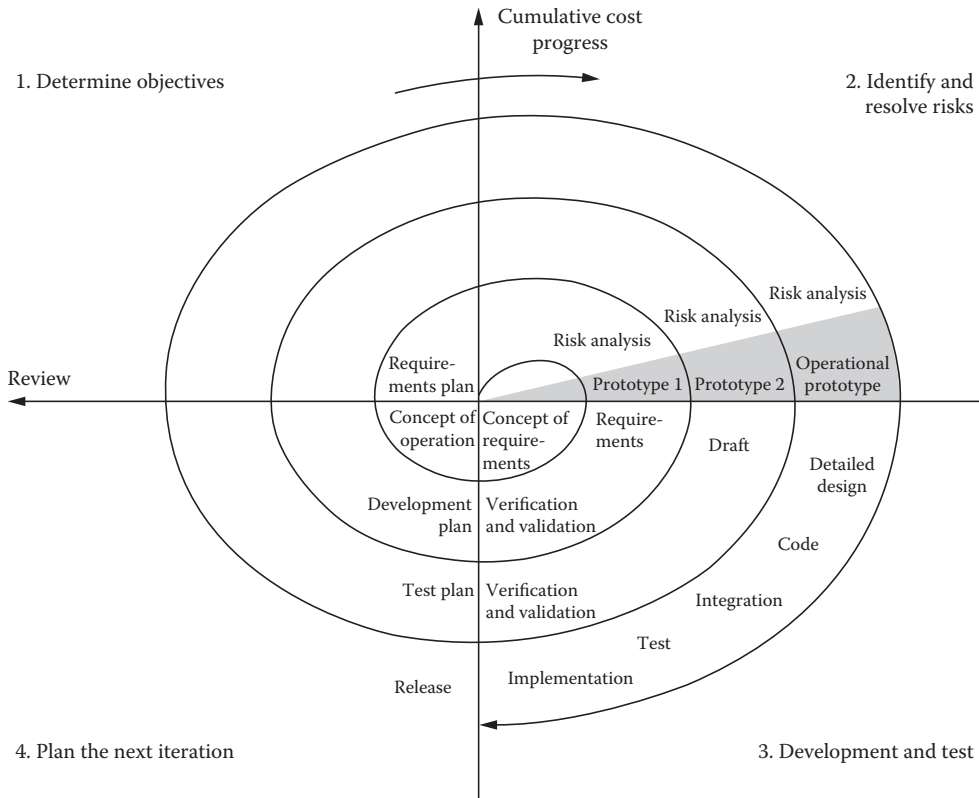 Cumulative cost
progress
1. Determine objectives
2. Identify and
resolve risks
Risk analysis
Risk analysis
Risk analysis
Require-
ments plan
Review
Prototype 1
Prototype 2
Operational
prototype
Concept of
operation
Concept of
require-
ments
Require-
ments
Draft
Detailed
design
Development
plan
Verification
and validation
Code
Test plan
Verification
and validation
Integration
Test
Release
Implementation
4. Plan the next iteration
3. Development and test